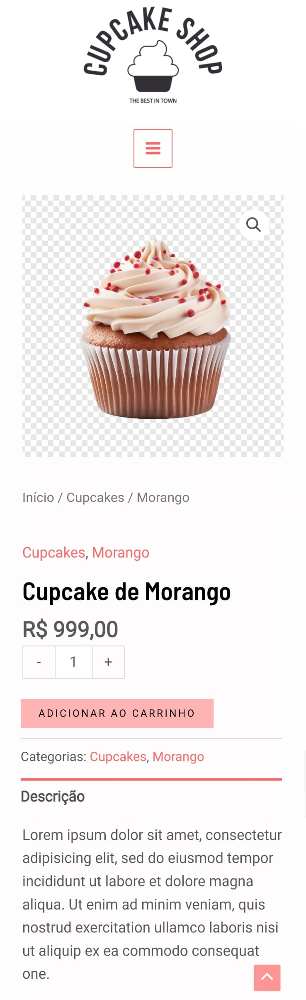 CUPCAKE SHOP
THE BEST IN TOWN
Início / Cupcakes / Morango
Cupcakes, Morango
Cupcake de Morango
R$ 999,00
- 1 +
ADICIONAR AO CARRINHO
Categorias: Cupcakes, Morango
Descrição
Lorem ipsum dolor sit amet, consectetur
adipisicing elit, sed do eiusmod tempor
incididunt ut labore et dolore magna
aliqua. Ut enim ad minim veniam, quis
nostrud exercitation ullamco laboris nisi
ut aliquip ex ea commodo consequat
one.